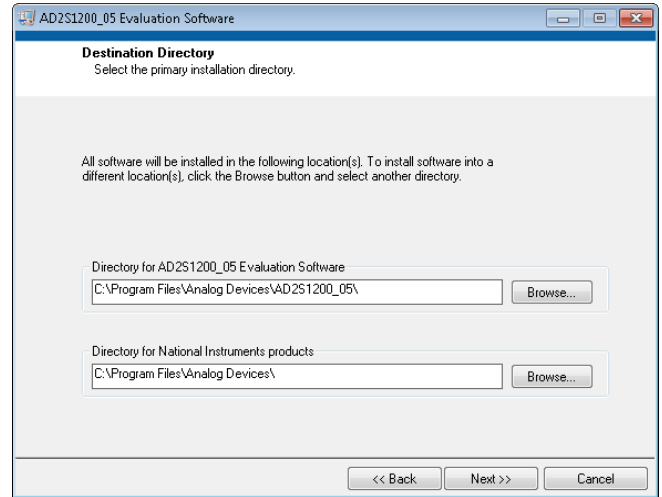 AD2S1200_05 Evaluation Software
Destination Directory
Select the primary installation directory.
All software will be installed in the following location(s). To install software into a
different location(s), click the Browse button and select another directory.
Directory for AD2S1200_05 Evaluation Software
C:\Program Files\Analog Devices\AD2S1200_05\
Browse...
Directory for National Instruments products
C:\Program Files\Analog Devices\
Browse...
<< Back
Next >>
Cancel